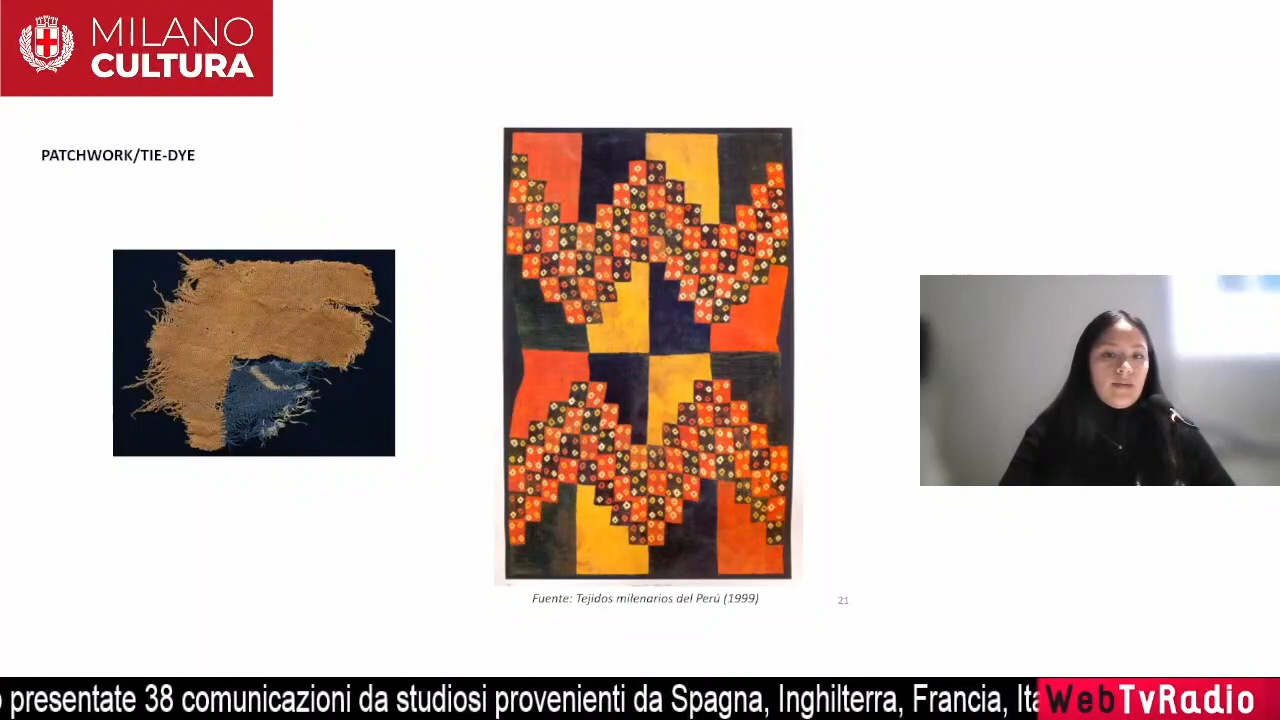 MILANO
CULTURA
PATCHWORK/TIE-DYE
Fuente: Tejidos milenarios del Perú (1999)
21
presentate 38 comunicazioni da studiosi provenienti da Spagna, Inghilterra, Francia,
WebTvRadio